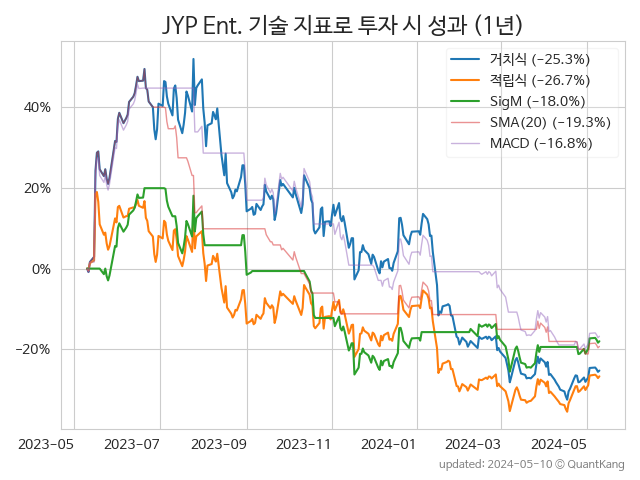 JYP Ent. 기술 지표로 투자 시 성과 (1년)
거치식 (−25.3%)
적립식 (−26.7%)
SigM (−18.0%)
SMA(20) (−19.3%)
MACD (−16.8%)
40%
20%
0%
−20%
2023-05 2023-07 2023-09 2023-11 2024-01 2024-03 2024-05
updated: 2024-05-10 © QuantKang